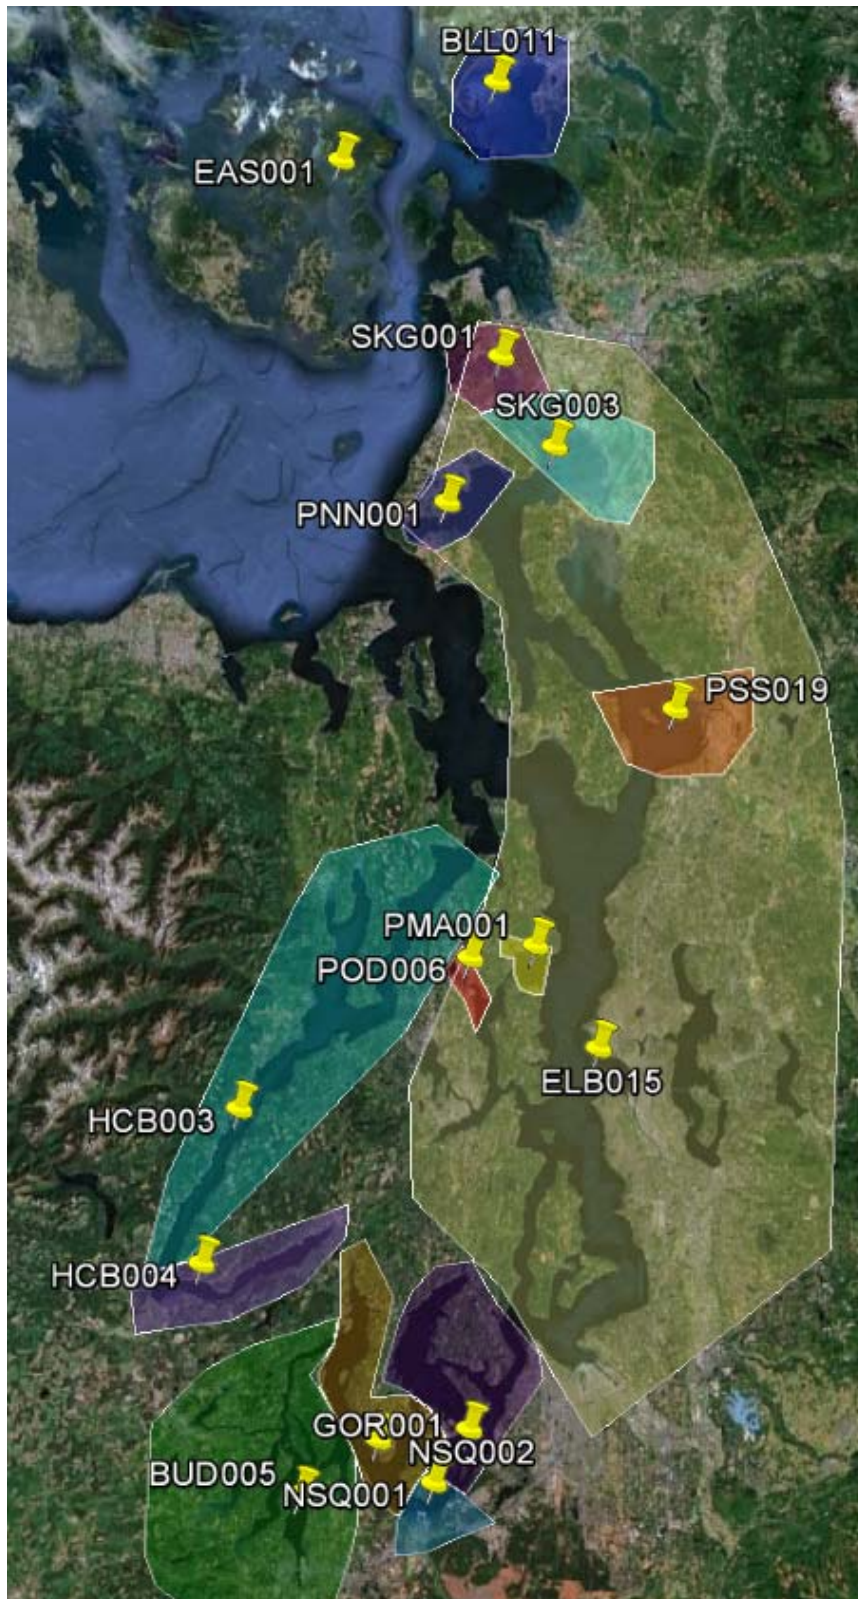 BLL011
EAS001
SKG001
SKG003
PNN001
PSS019
PMA001
POD006
ELB015
HCB003
HCB004
GOR001
NSQ002
BUD005
NSQ001